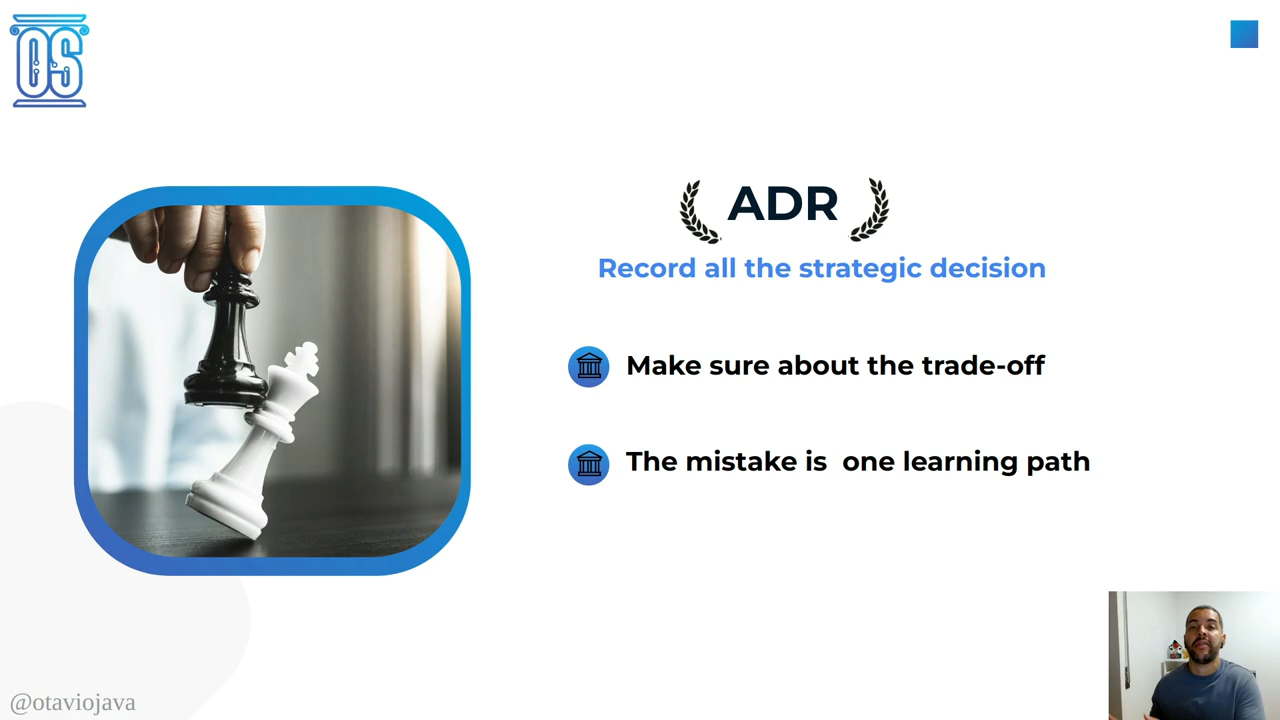 OS
ADR
Record all the strategic decision
Make sure about the trade-off
The mistake is  one learning path
@otaviojava